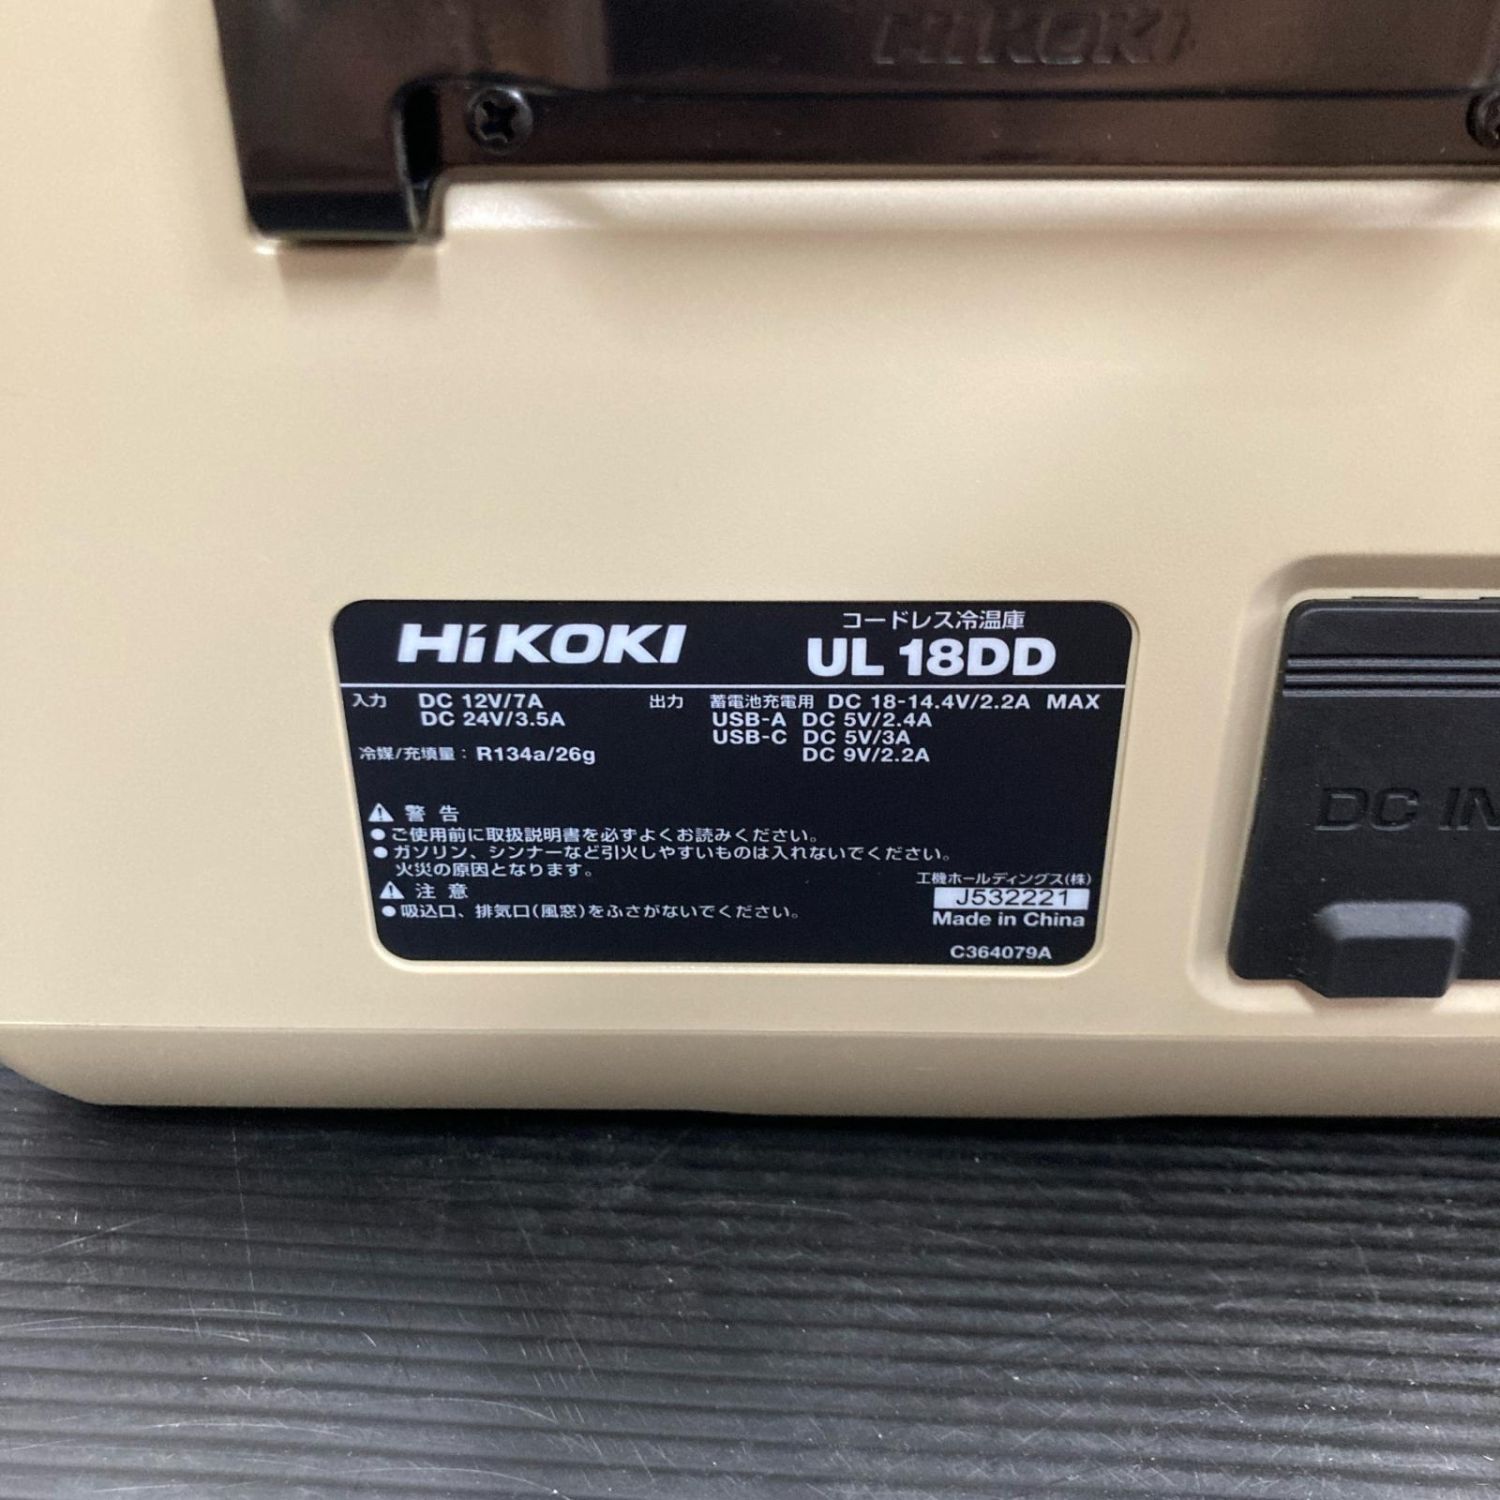 HiKOKI
HiKOKI
コードレス冷温庫
UL 18DD
入力 DC 12V/7A
DC 24V/3.5A
出力 蓄電池充電用 DC 18-14.4V/2.2A MAX
USB-A DC 5V/2.4A
USB-C DC 5V/3A
DC 9V/2.2A
冷媒/充填量：R134a/26g
⚠ 警告
●ご使用前に取扱説明書を必ずよくお読みください。
●ガソリン、シンナーなど引火しやすいものは入れないでください。
火災の原因となります。
⚠ 注意
●吸込口、排気口(風窓)をふさがないでください。
工機ホールディングス(株)
J532221
Made in China
C364079A
DC IN